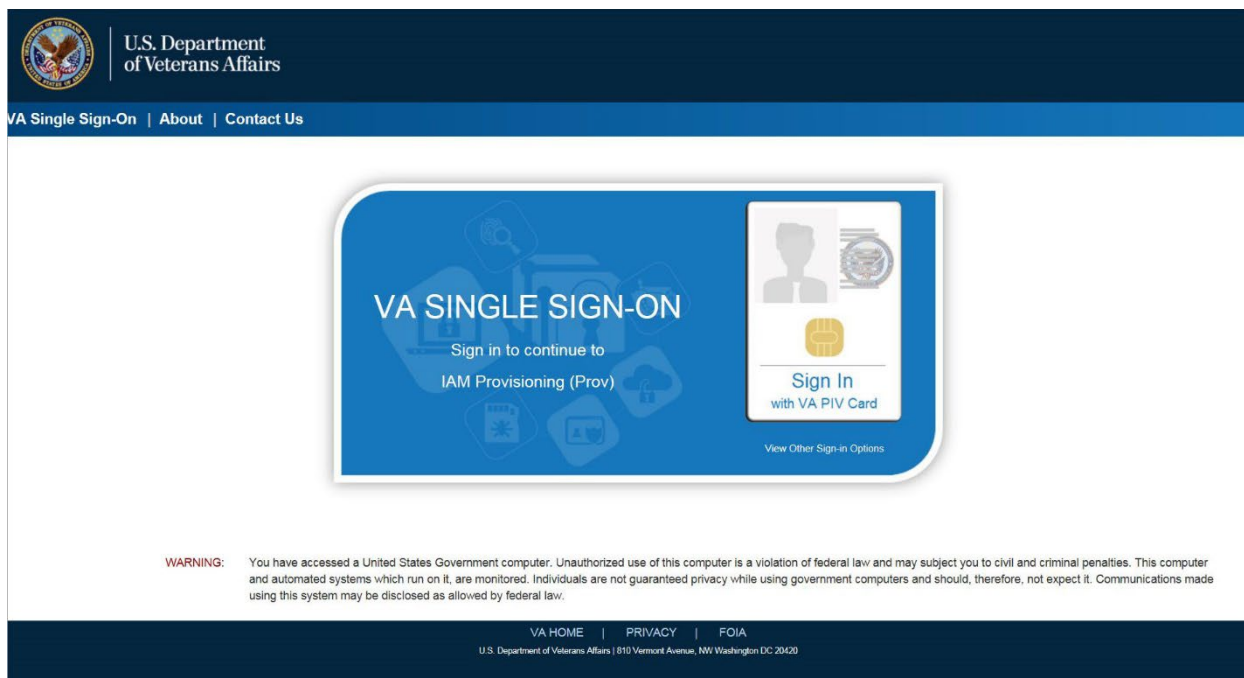 U.S. Department
of Veterans Affairs
VA Single Sign-On | About | Contact Us
VA SINGLE SIGN-ON
Sign in to continue to
IAM Provisioning (Prov)
Sign In
with VA PIV Card
View Other Sign-in Options
WARNING: You have accessed a United States Government computer. Unauthorized use of this computer is a violation of federal law and may subject you to civil and criminal penalties. This computer
and automated systems which run on it, are monitored. Individuals are not guaranteed privacy while using government computers and should, therefore, not expect it. Communications made
using this system may be disclosed as allowed by federal law.
VA HOME | PRIVACY | FOIA
U.S. Department of Veterans Affairs | 810 Vermont Avenue, NW Washington DC 20420